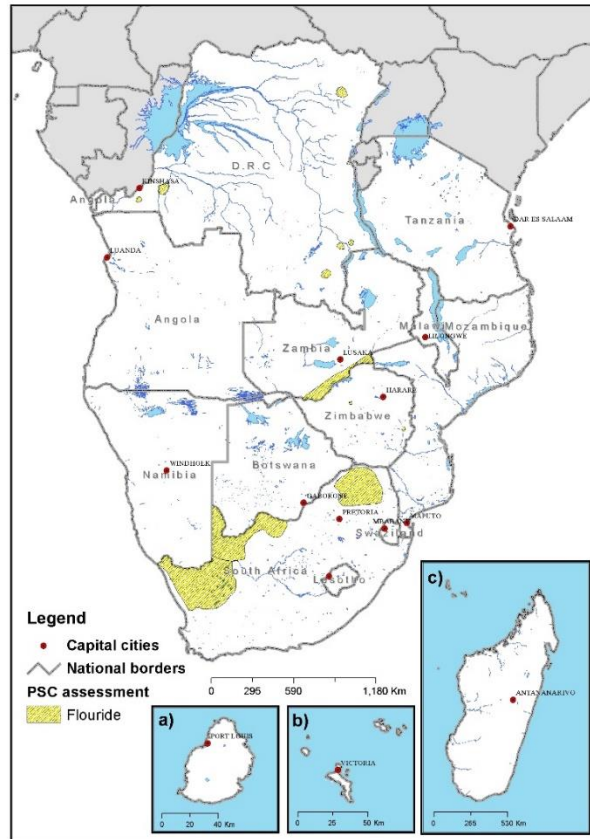 D.R.C
KINSHASA
Angola
Tanzania
DAR ES SALAAM
LUANDA
Angola
Malawi
Mozambique
LILONGWE
Zambia
LUSAKA
HARARE
Zimbabwe
WINDHOEK
Namibia
Botswana
GABORONE
PRETORIA
MBABANE
MAPUTO
Swaziland
South Africa
Lesotho
Legend
Capital cities
National borders
PSC assessment
Flouride
0 295 590 1,180 Km
a)
PORT LOUIS
0 10 20 40 Km
b)
VICTORIA
0 25 50 Km
c)
ANTANANARIVO
0 265 530 Km